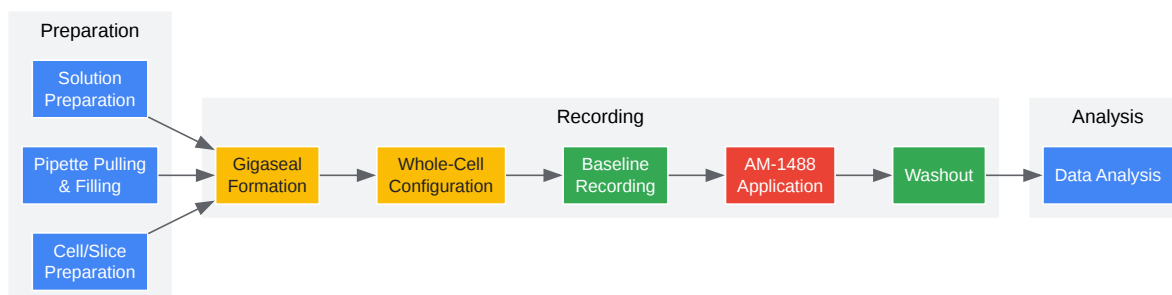 Preparation
Solution
Preparation
Pipette Pulling
& Filling
Cell/Slice
Preparation
Recording
Gigaseal
Formation
Whole-Cell
Configuration
Baseline
Recording
AM-1488
Application
Washout
Analysis
Data Analysis